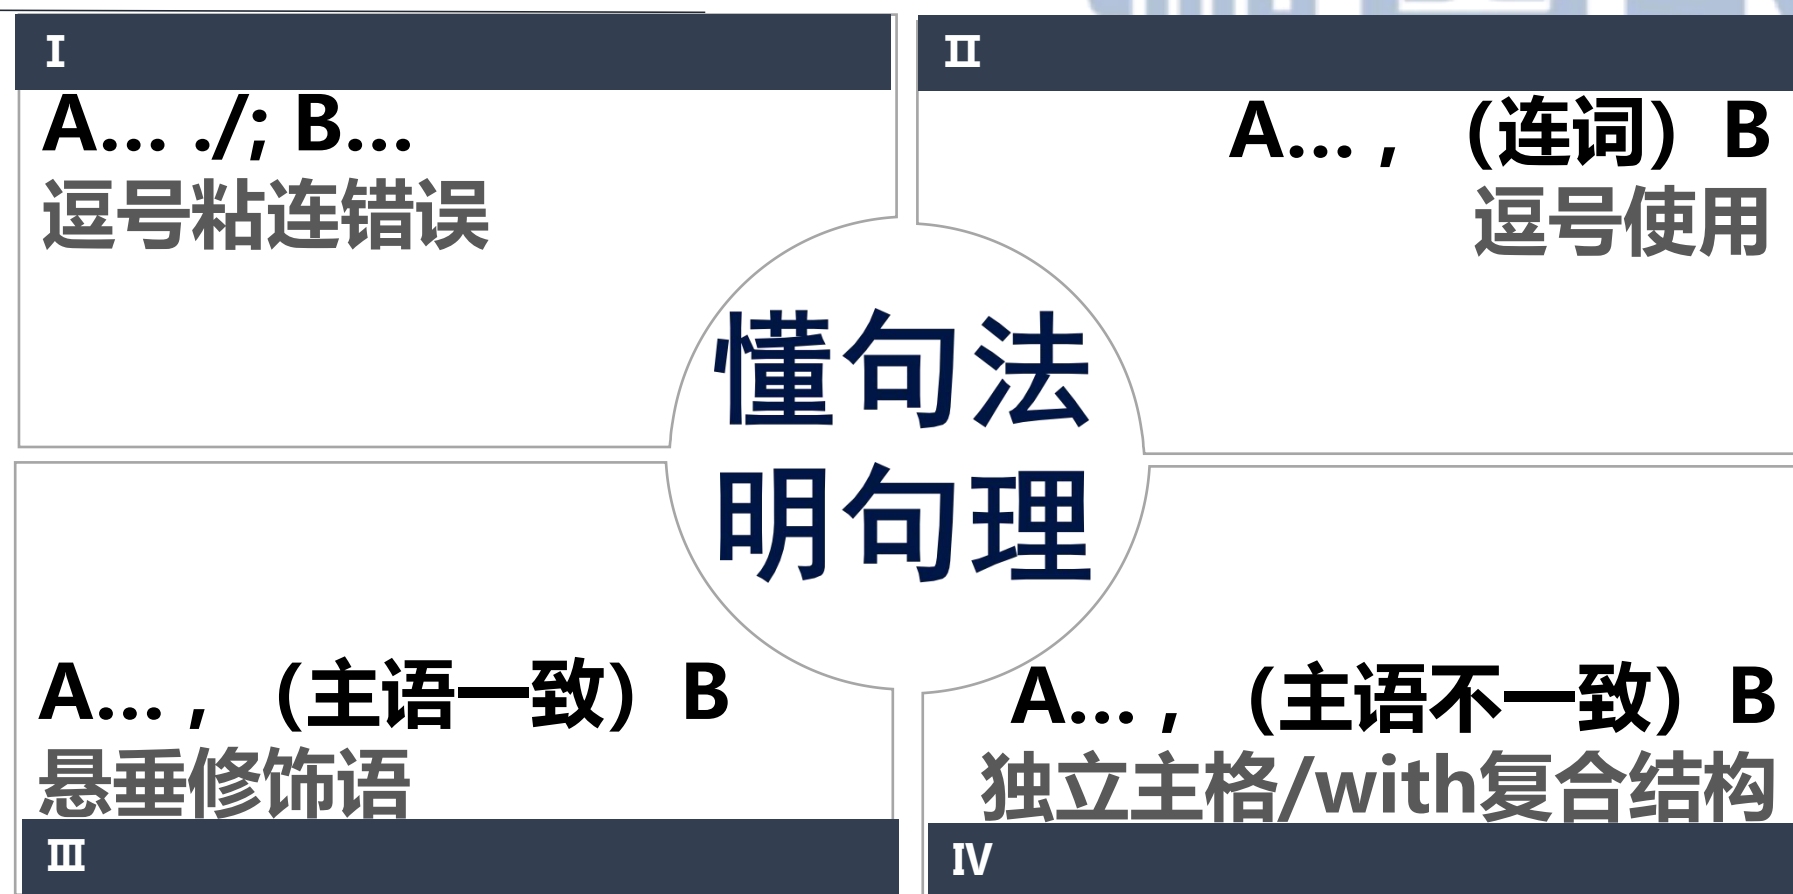 I
A... ./; B...
逗号粘连错误
II
A... , （连词）B
逗号使用
懂句法
明句理
A... , （主语一致）B
悬垂修饰语
III
A... , （主语不一致）B
独立主格/with复合结构
IV